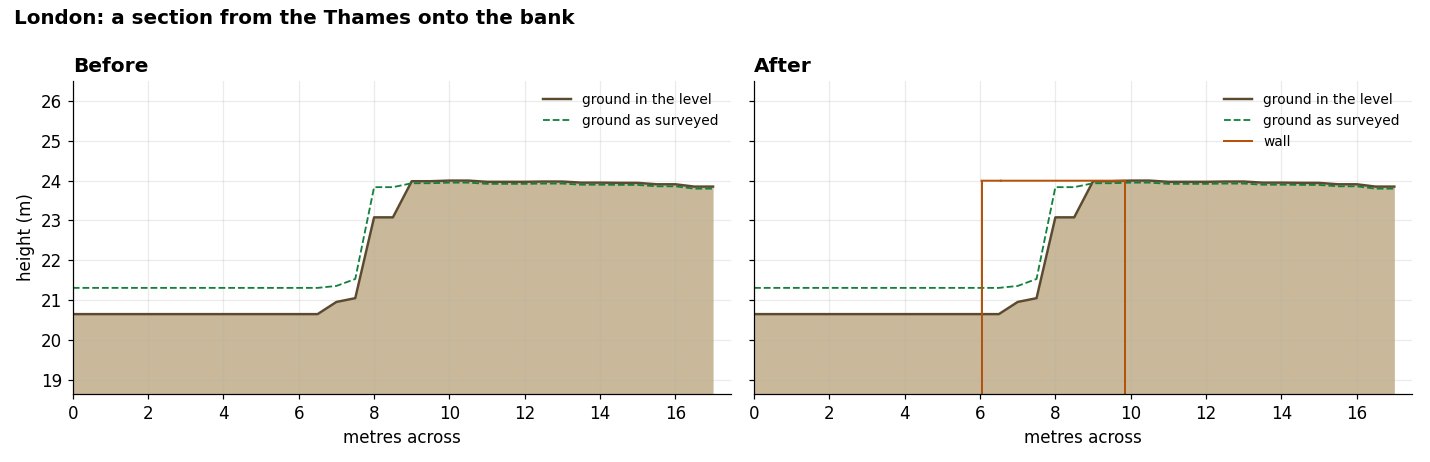 London: a section from the Thames onto the bank
Before
ground in the level
ground as surveyed
26
25
24
23
22
21
20
19
height (m)
0 2 4 6 8 10 12 14 16
metres across
After
ground in the level
ground as surveyed
wall
0 2 4 6 8 10 12 14 16
metres across